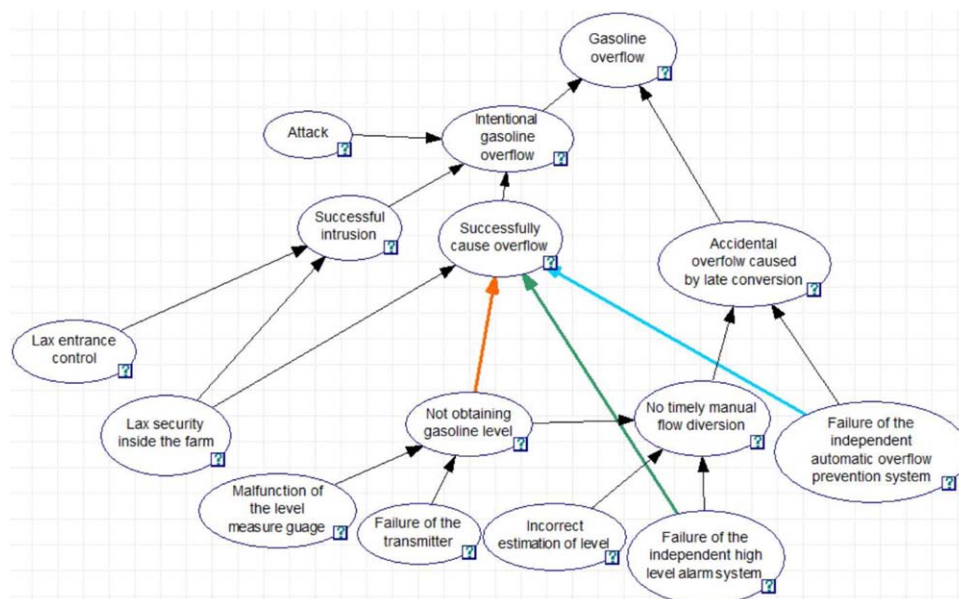 Gasoline
overflow
?
Attack
?
Intentional
gasoline
overflow
?
Successful
intrusion
?
Successfully
cause overflow
?
Accidental
overfolw caused
by late conversion
?
Lax entrance
control
?
Lax security
inside the farm
?
Not obtaining
gasoline level
?
No timely manual
flow diversion
?
Failure of the
independent
automatic overflow
prevention system
?
Malfunction of
the level
measure guage
?
Failure of the
transmitter
?
Incorrect
estimation of level
?
Failure of the
independent high
level alarm system
?